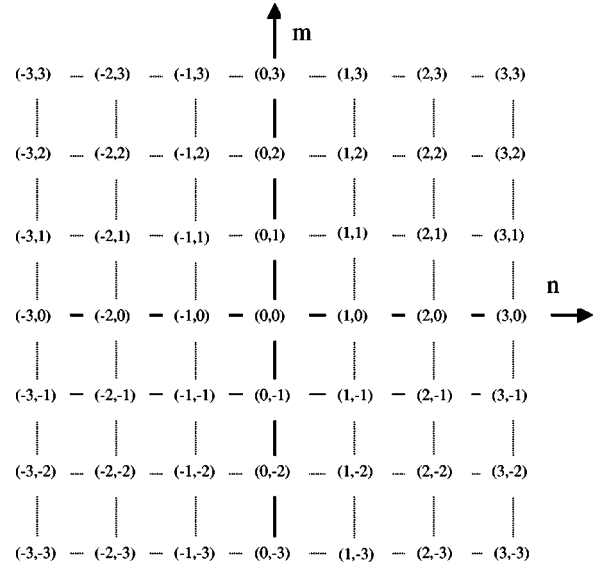 m
(-3,3) (-2,3) (-1,3) (0,3) (1,3) (2,3) (3,3)
(-3,2) (-2,2) (-1,2) (0,2) (1,2) (2,2) (3,2)
(-3,1) (-2,1) (-1,1) (0,1) (1,1) (2,1) (3,1)
n
(-3,0) (-2,0) (-1,0) (0,0) (1,0) (2,0) (3,0)
(-3,-1) (-2,-1) (-1,-1) (0,-1) (1,-1) (2,-1) (3,-1)
(-3,-2) (-2,-2) (-1,-2) (0,-2) (1,-2) (2,-2) (3,-2)
(-3,-3) (-2,-3) (-1,-3) (0,-3) (1,-3) (2,-3) (3,-3)